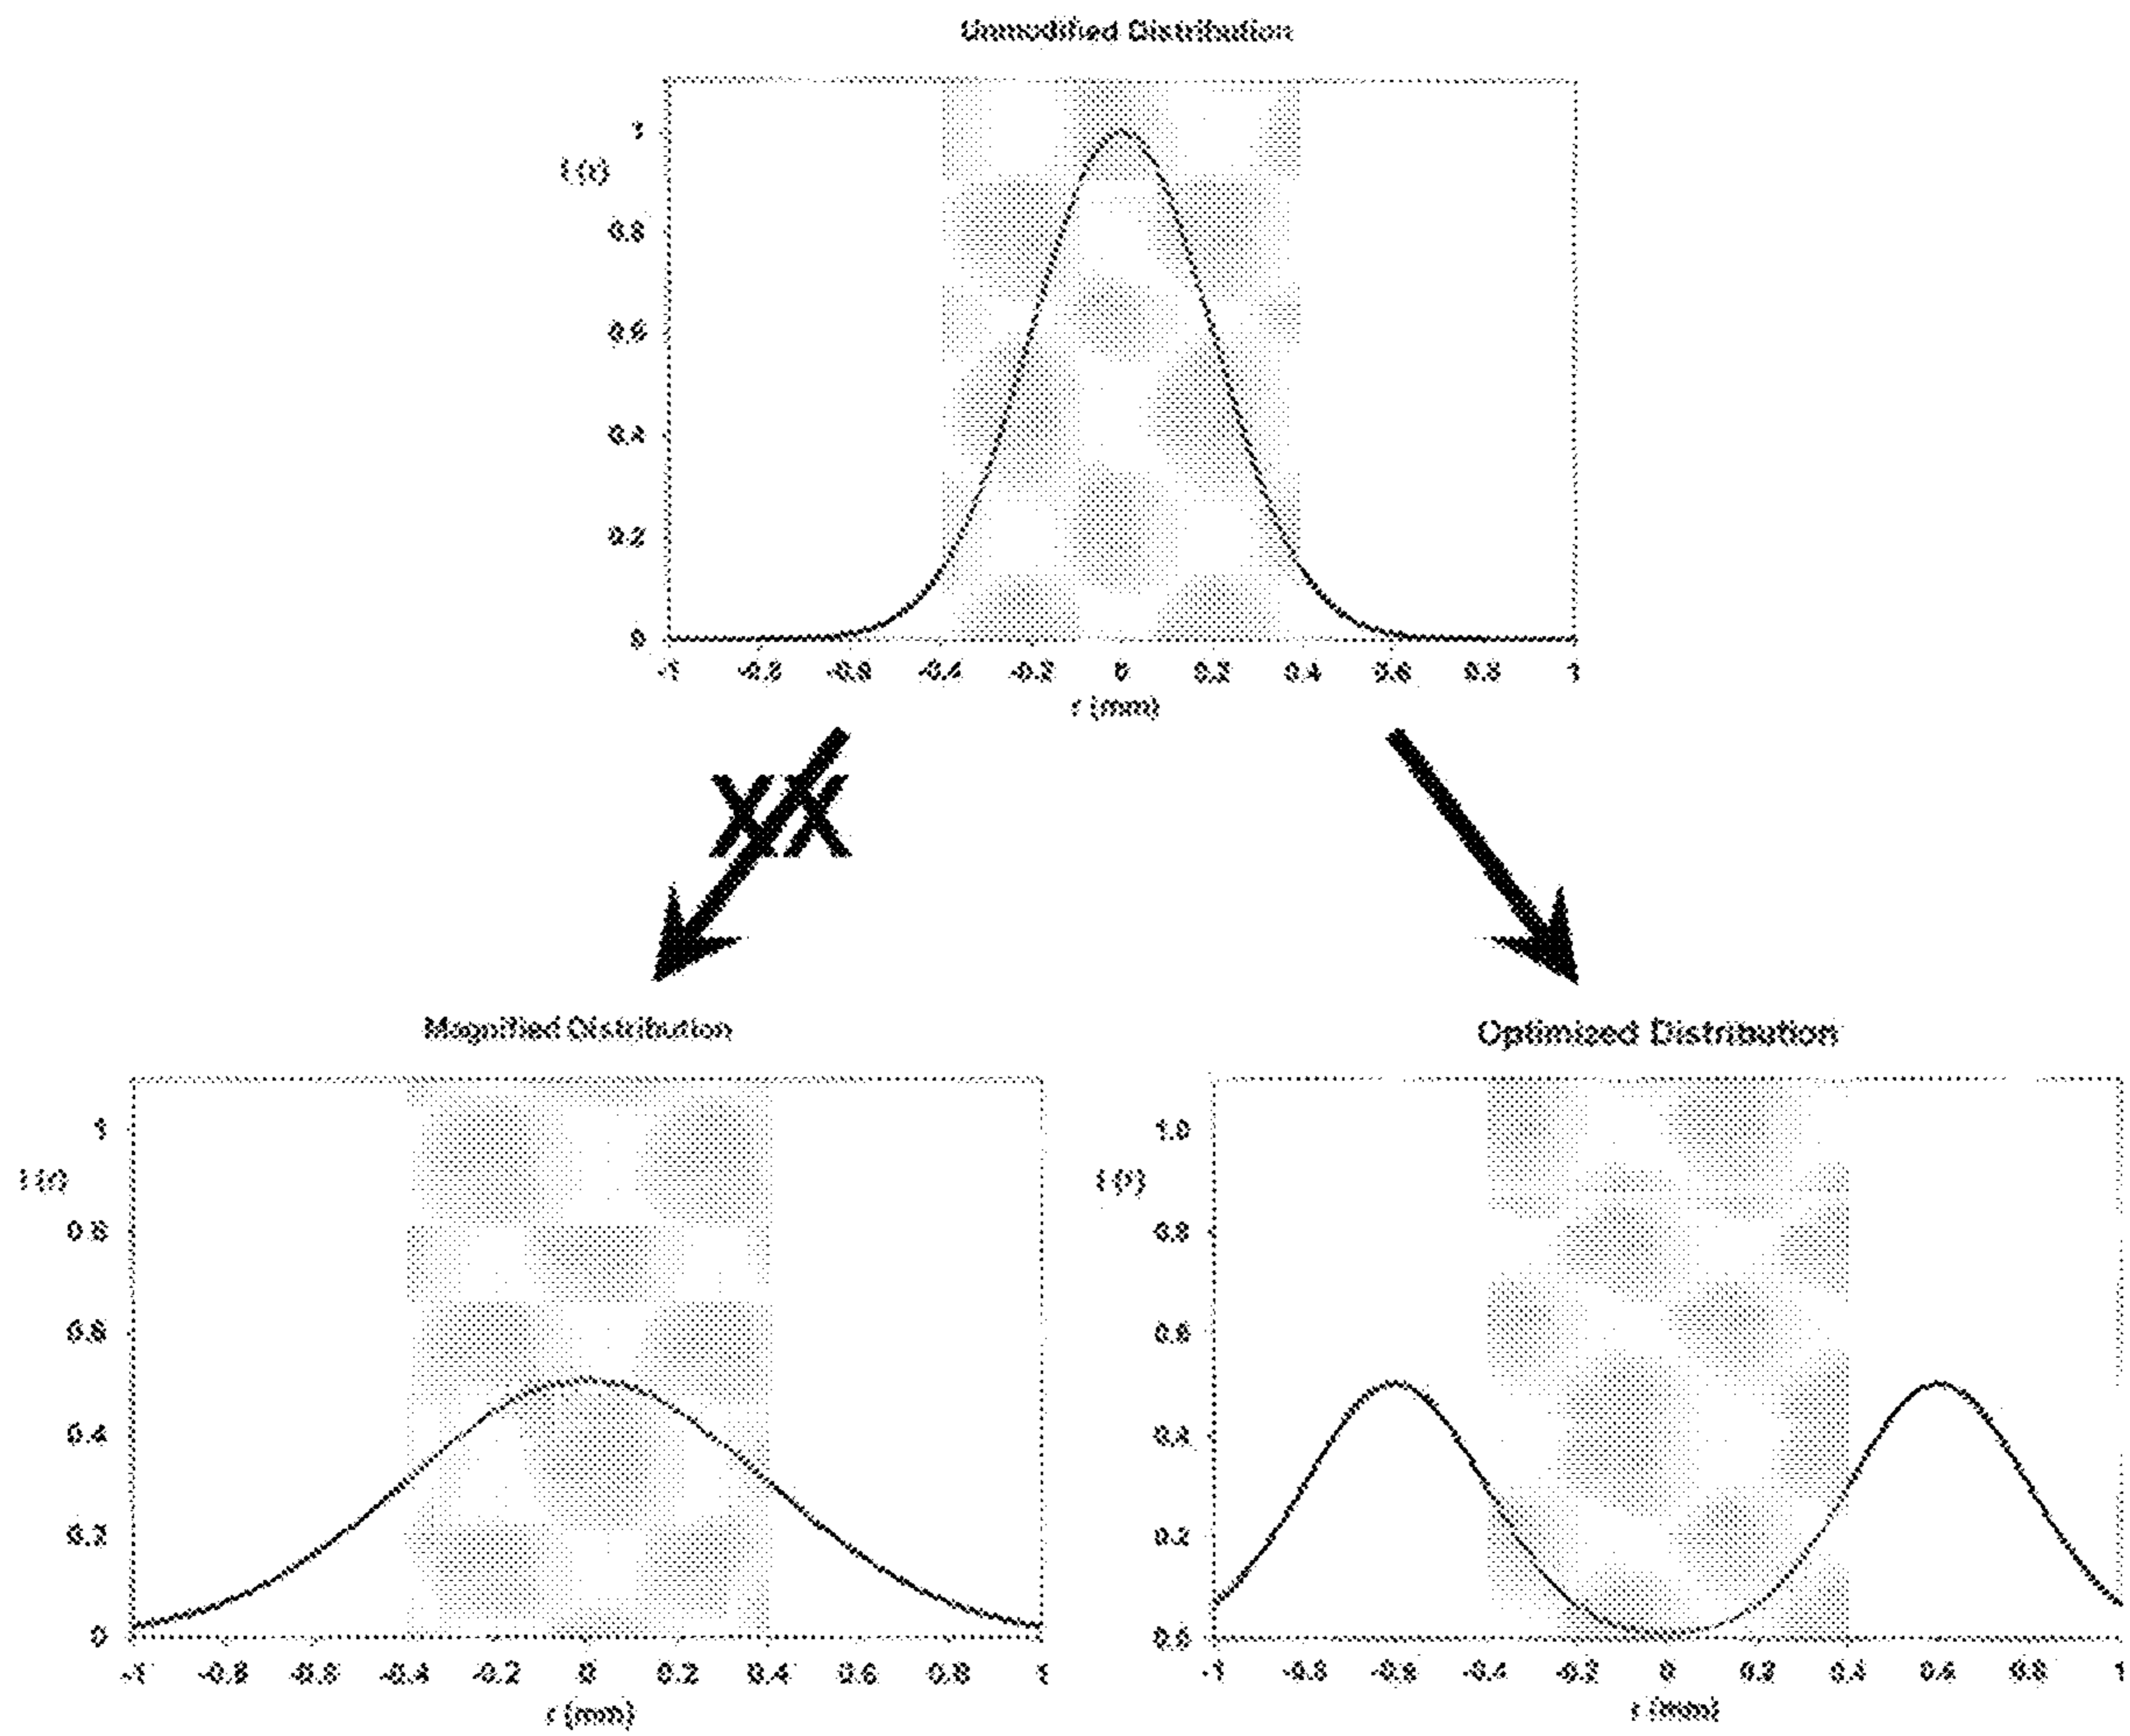 Unmodified Distribution
1
I (r)
0.8
0.6
0.4
0.2
0
-1 -0.8 -0.6 -0.4 -0.2 0 0.2 0.4 0.6 0.8 1
r (mm)
XX
Magnified Distribution
1
I (r)
0.8
0.6
0.4
0.2
0
-1 -0.8 -0.6 -0.4 -0.2 0 0.2 0.4 0.6 0.8 1
r (mm)
Optimized Distribution
1.0
I (r)
0.8
0.6
0.4
0.2
0.0
-1 -0.8 -0.6 -0.4 -0.2 0 0.2 0.4 0.6 0.8 1
r (mm)